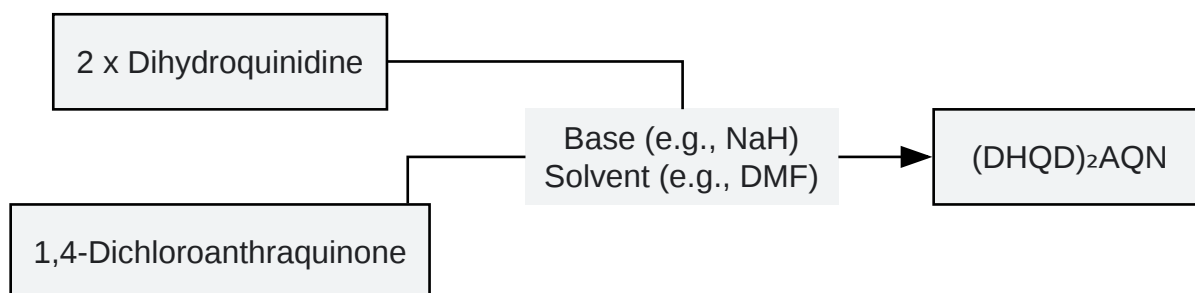 2 x Dihydroquinidine
Base (e.g., NaH)
Solvent (e.g., DMF)
(DHQD)₂AQN
1,4-Dichloroanthraquinone